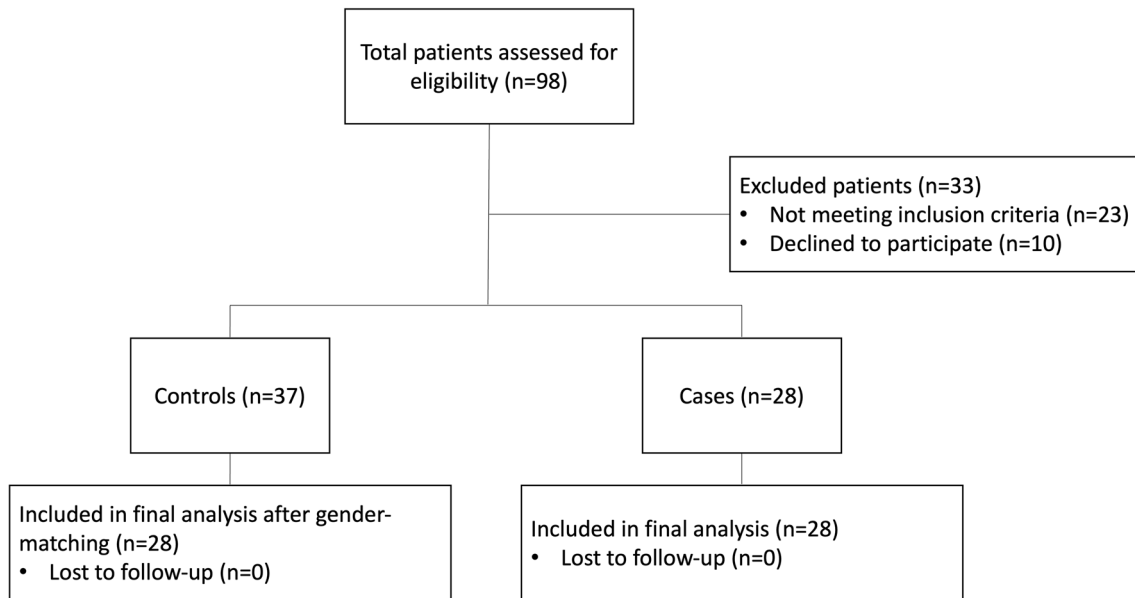 Total patients assessed for
eligibility (n=98)
Excluded patients (n=33)
• Not meeting inclusion criteria (n=23)
• Declined to participate (n=10)
Controls (n=37)
Cases (n=28)
Included in final analysis after gender-
matching (n=28)
• Lost to follow-up (n=0)
Included in final analysis (n=28)
• Lost to follow-up (n=0)